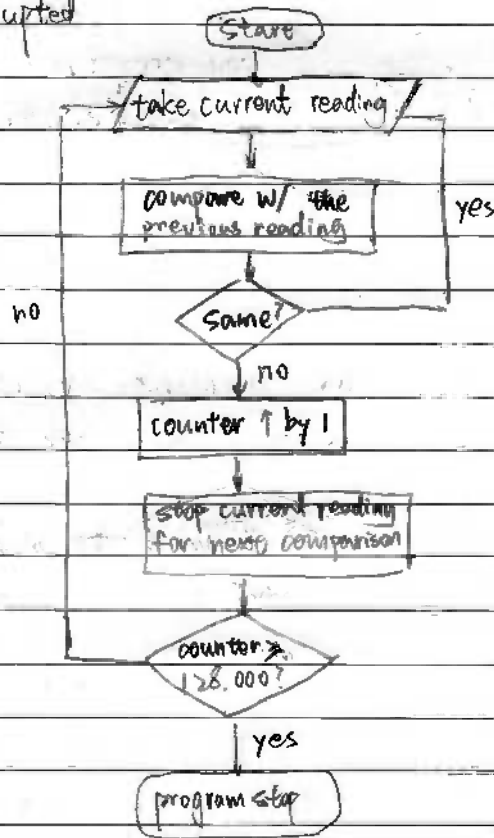 upted
Start
take current reading
compare w/ the
previous reading
yes
Same?
no
no
counter ↑ by 1
stop current reading
for next comparison
counter ≥
128.000?
yes
program stop